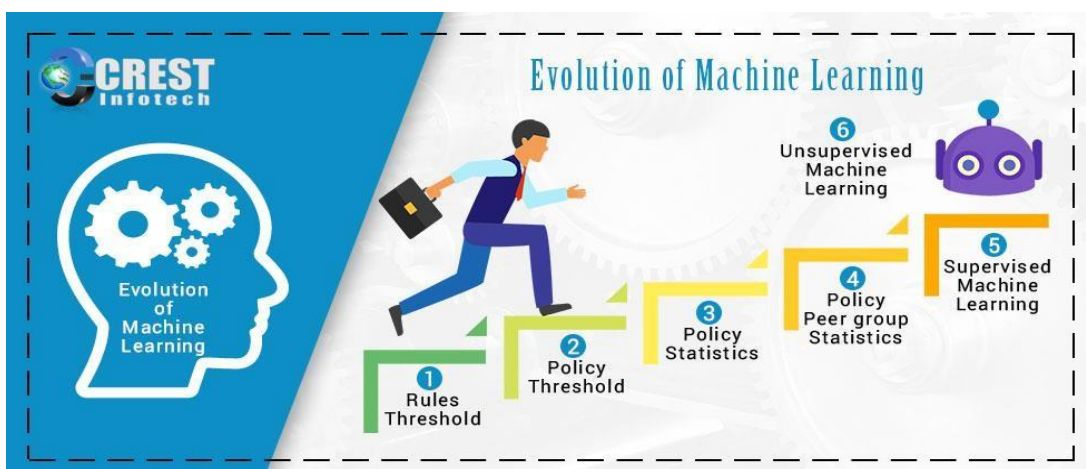 CREST
Infotech
Evolution
of
Machine
Learning
Evolution of Machine Learning
1
Rules
Threshold
2
Policy
Threshold
3
Policy
Statistics
4
Policy
Peer group
Statistics
5
Supervised
Machine
Learning
6
Unsupervised
Machine
Learning